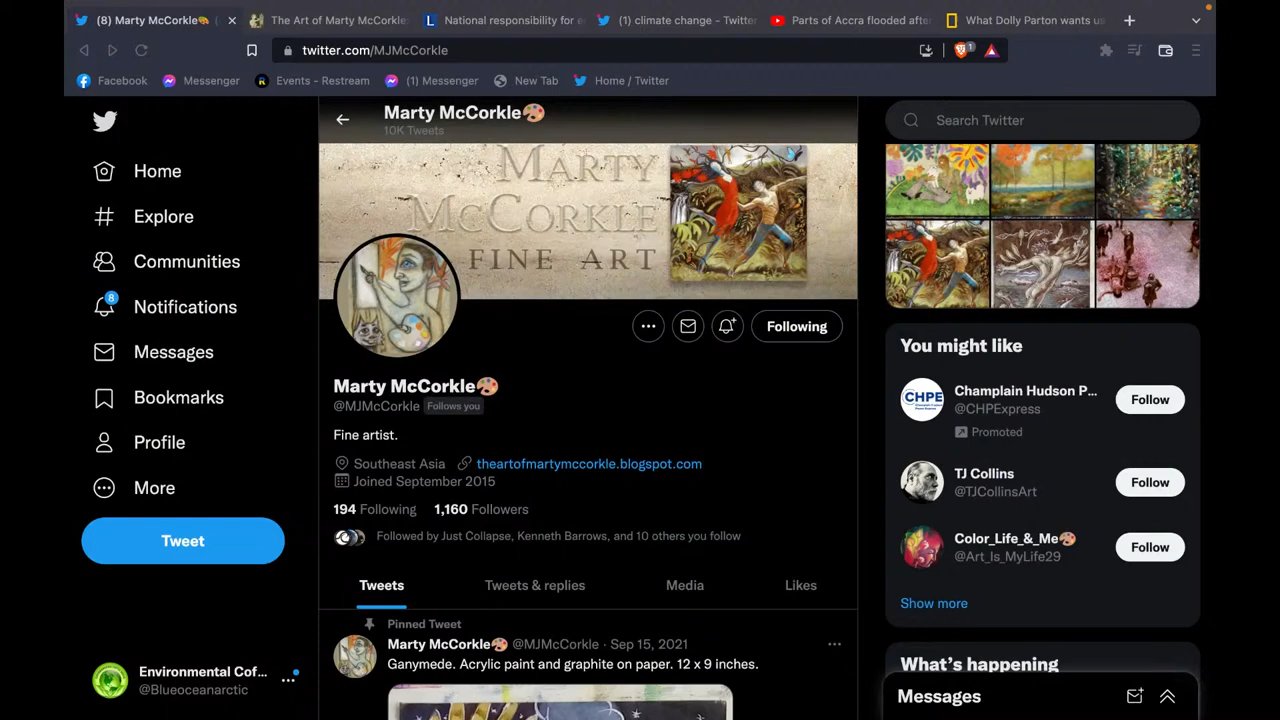 (8) Marty McCorkle🎨
The Art of Marty McCorkle:
National responsibility for e
(1) climate change - Twitter
Parts of Accra flooded after
What Dolly Parton wants us
twitter.com/MJMcCorkle
1
Facebook
Messenger
Events - Restream
(1) Messenger
New Tab
Home / Twitter
Home
Explore
Communities
8
Notifications
Messages
Bookmarks
Profile
More
Tweet
Environmental Cof...
@Blueoceanarctic
Marty McCorkle🎨
10K Tweets
MARTY
MCCORKLE
FINE ART
Following
Marty McCorkle🎨
@MJMcCorkle Follows you
Fine artist.
Southeast Asia theartofmartymccorkle.blogspot.com
Joined September 2015
194 Following 1,160 Followers
Followed by Just Collapse, Kenneth Barrows, and 10 others you follow
Tweets
Tweets & replies
Media
Likes
Pinned Tweet
Marty McCorkle🎨 @MJMcCorkle · Sep 15, 2021
Ganymede. Acrylic paint and graphite on paper. 12 x 9 inches.
Search Twitter
You might like
CHPE
Champlain Hudson P...
@CHPExpress
Promoted
Follow
TJ Collins
@TJCollinsArt
Follow
Color_Life_&_Me🎨
@Art_Is_MyLife29
Follow
Show more
What's happening
Messages